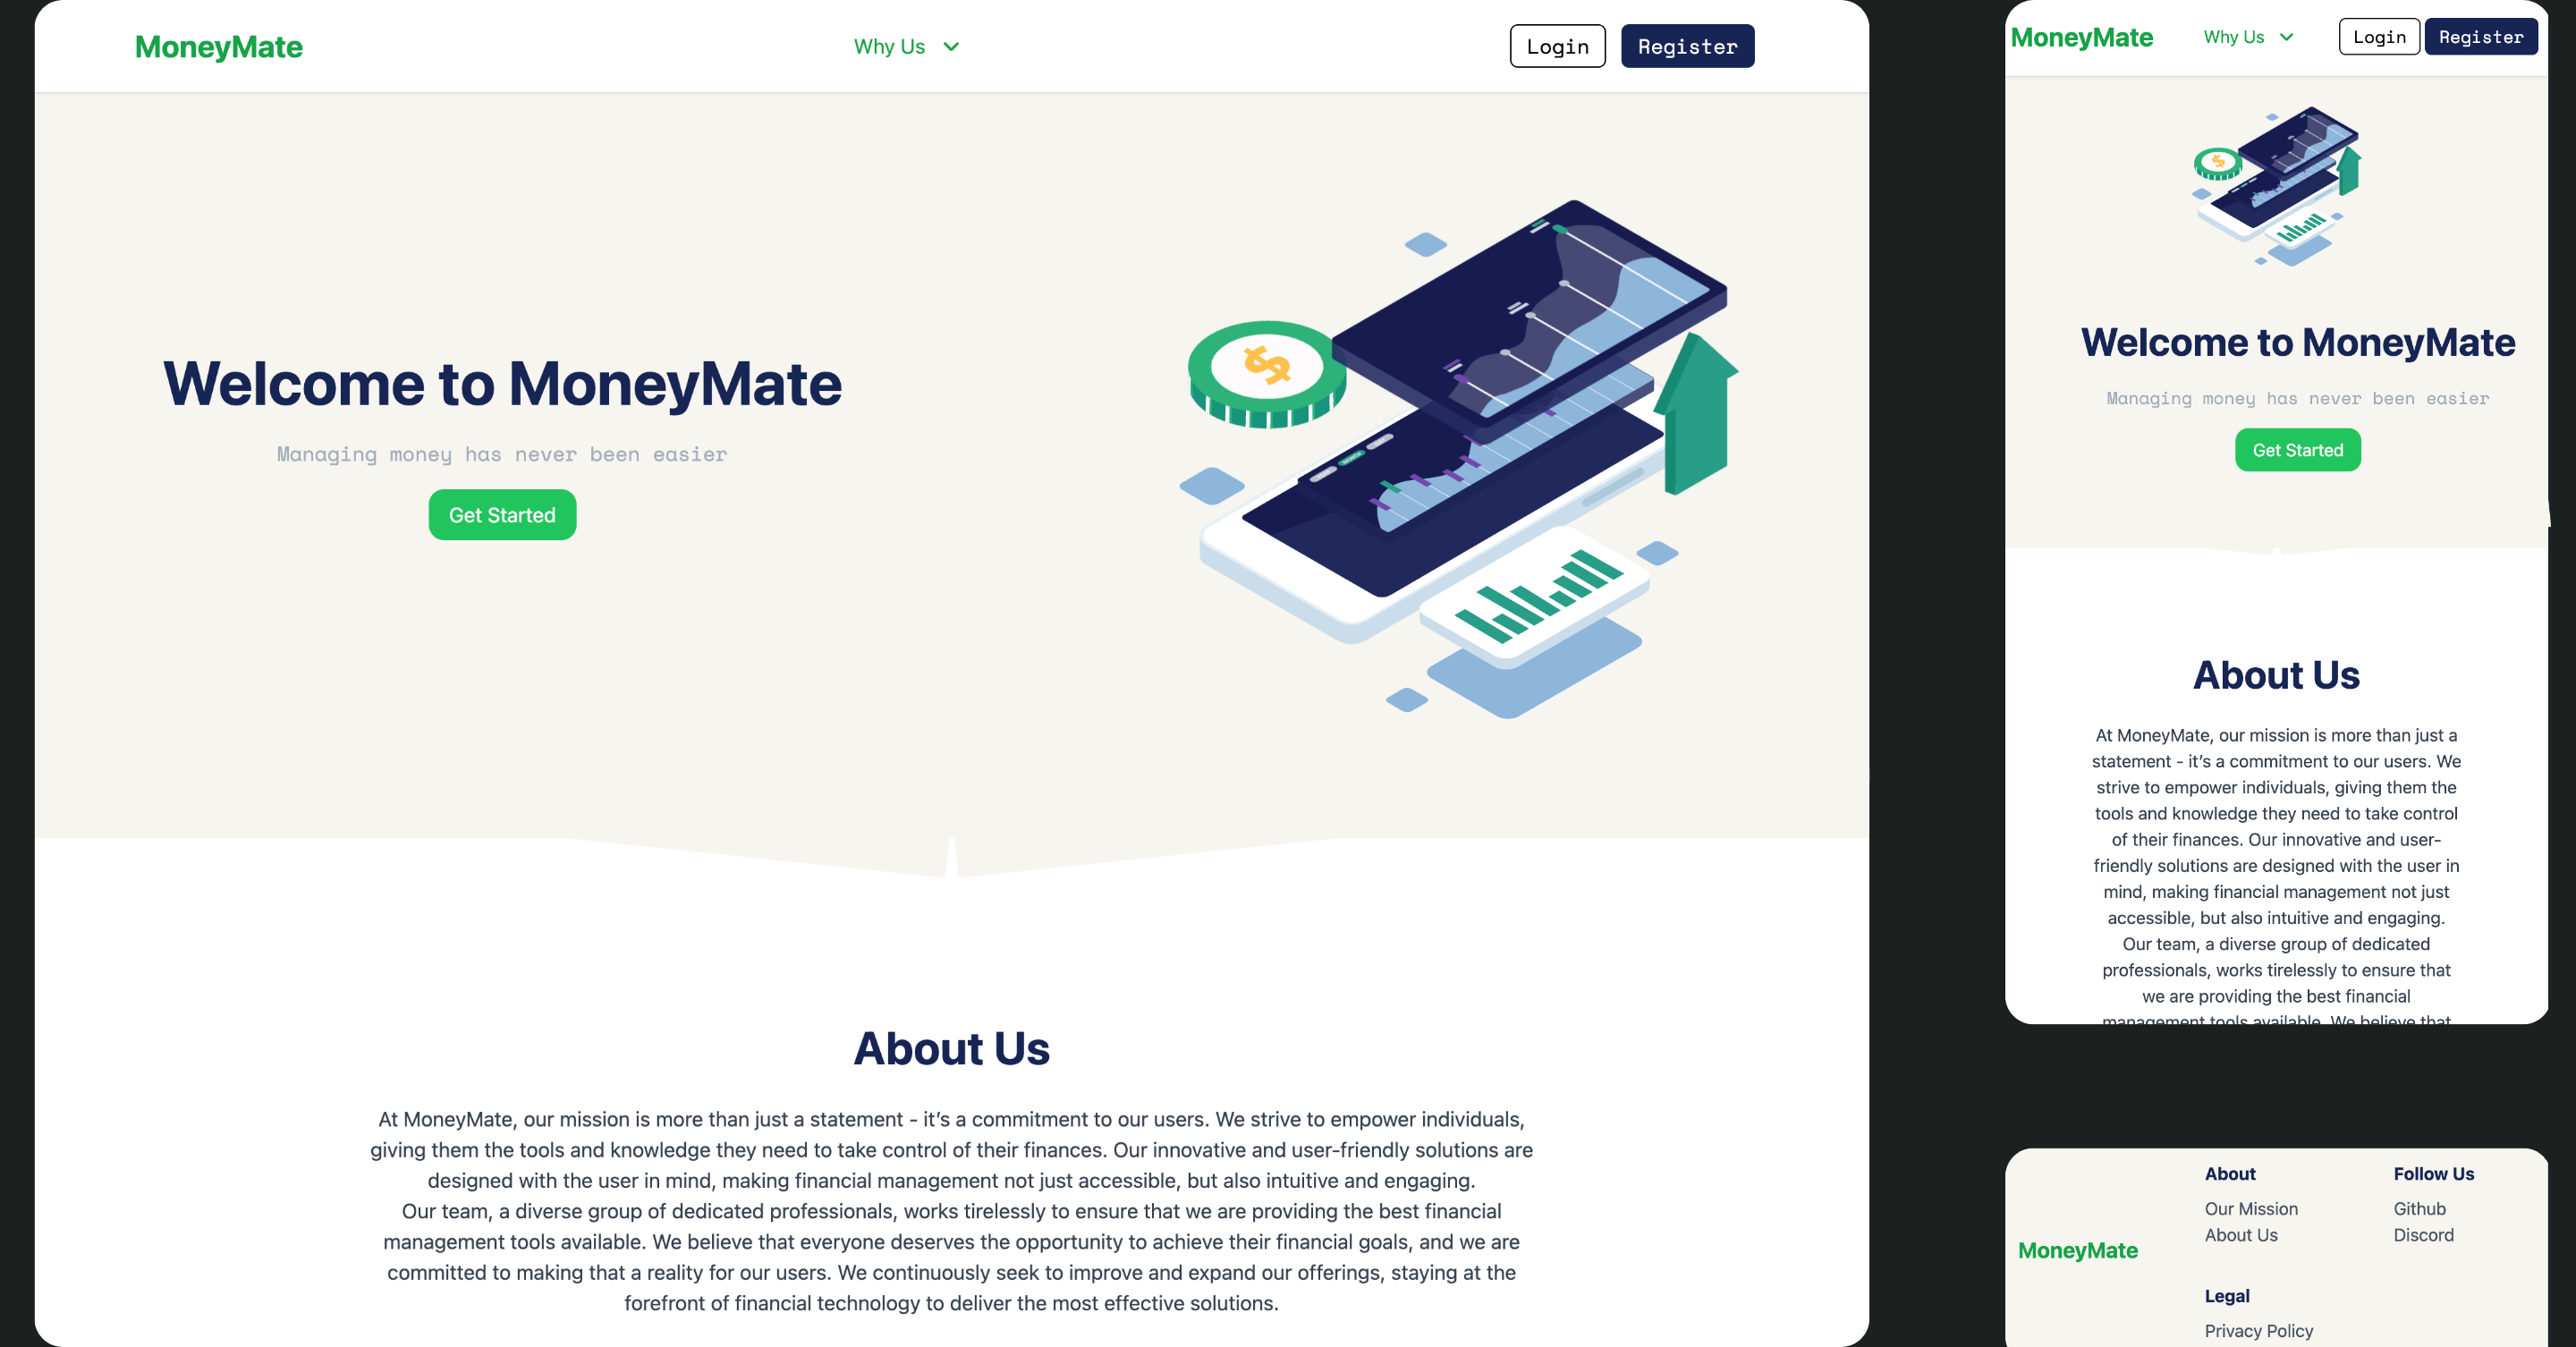 MoneyMate
Why Us
Login
Register
Welcome to MoneyMate
Managing money has never been easier
Get Started
$
About Us
At MoneyMate, our mission is more than just a statement - it’s a commitment to our users. We strive to empower individuals,
giving them the tools and knowledge they need to take control of their finances. Our innovative and user-friendly solutions are
designed with the user in mind, making financial management not just accessible, but also intuitive and engaging.
Our team, a diverse group of dedicated professionals, works tirelessly to ensure that we are providing the best financial
management tools available. We believe that everyone deserves the opportunity to achieve their financial goals, and we are
committed to making that a reality for our users. We continuously seek to improve and expand our offerings, staying at the
forefront of financial technology to deliver the most effective solutions.
MoneyMate
Why Us
Login
Register
$
Welcome to MoneyMate
Managing money has never been easier
Get Started
About Us
At MoneyMate, our mission is more than just a
statement - it’s a commitment to our users. We
strive to empower individuals, giving them the
tools and knowledge they need to take control
of their finances. Our innovative and user-
friendly solutions are designed with the user in
mind, making financial management not just
accessible, but also intuitive and engaging.
Our team, a diverse group of dedicated
professionals, works tirelessly to ensure that
we are providing the best financial
management tools available. We believe that
MoneyMate
About
Our Mission
About Us
Follow Us
Github
Discord
Legal
Privacy Policy